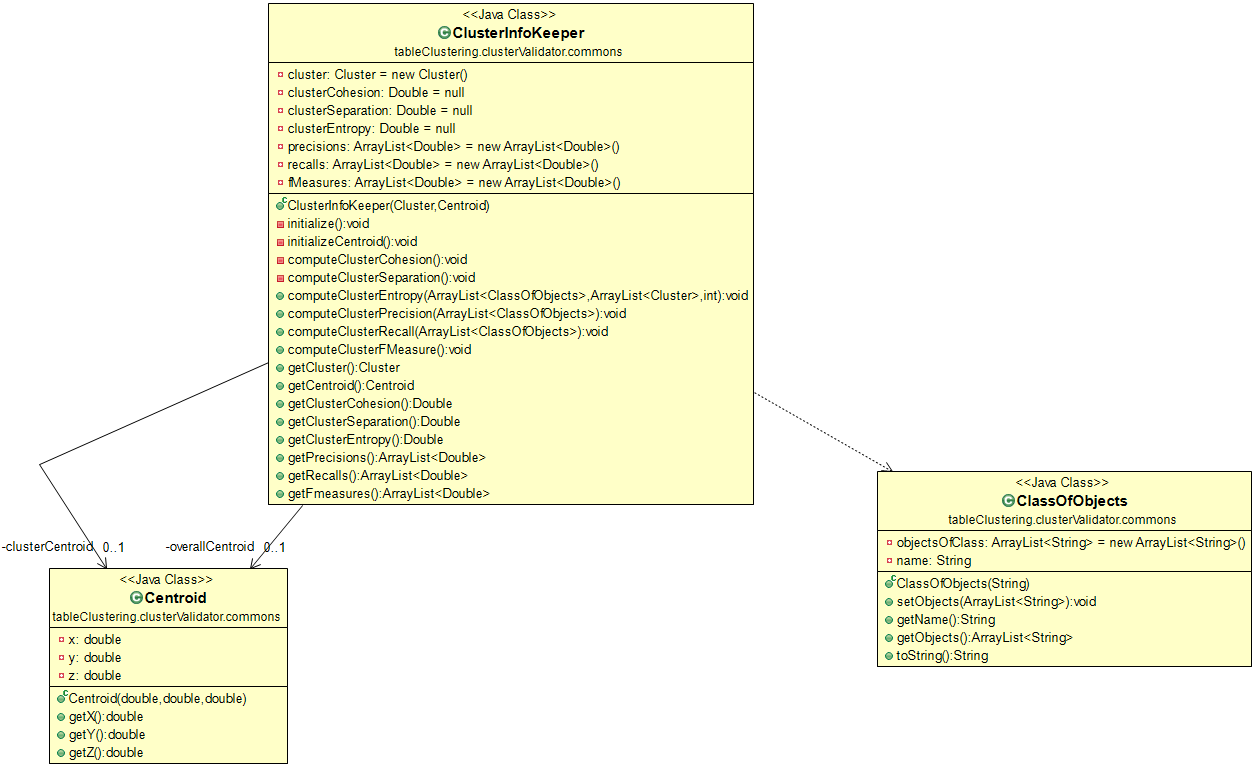 <<Java Class>>
ClusterInfoKeeper
tableClustering.clusterValidator.commons
cluster: Cluster = new Cluster()
clusterCohesion: Double = null
clusterSeparation: Double = null
clusterEntropy: Double = null
precisions: ArrayList<Double> = new ArrayList<Double>()
recalls: ArrayList<Double> = new ArrayList<Double>()
fMeasures: ArrayList<Double> = new ArrayList<Double>()
ClusterInfoKeeper(Cluster,Centroid)
initialize():void
initializeCentroid():void
computeClusterCohesion():void
computeClusterSeparation():void
computeClusterEntropy(ArrayList<ClassOfObjects>,ArrayList<Cluster>,int):void
computeClusterPrecision(ArrayList<ClassOfObjects>):void
computeClusterRecall(ArrayList<ClassOfObjects>):void
computeClusterFMeasure():void
getCluster():Cluster
getCentroid():Centroid
getClusterCohesion():Double
getClusterSeparation():Double
getClusterEntropy():Double
getPrecisions():ArrayList<Double>
getRecalls():ArrayList<Double>
getFmeasures():ArrayList<Double>
-clusterCentroid 0..1
-overallCentroid 0..1
<<Java Class>>
Centroid
tableClustering.clusterValidator.commons
x: double
y: double
z: double
Centroid(double,double,double)
getX():double
getY():double
getZ():double
<<Java Class>>
ClassOfObjects
tableClustering.clusterValidator.commons
objectsOfClass: ArrayList<String> = new ArrayList<String>()
name: String
ClassOfObjects(String)
setObjects(ArrayList<String>):void
getName():String
getObjects():ArrayList<String>
toString():String